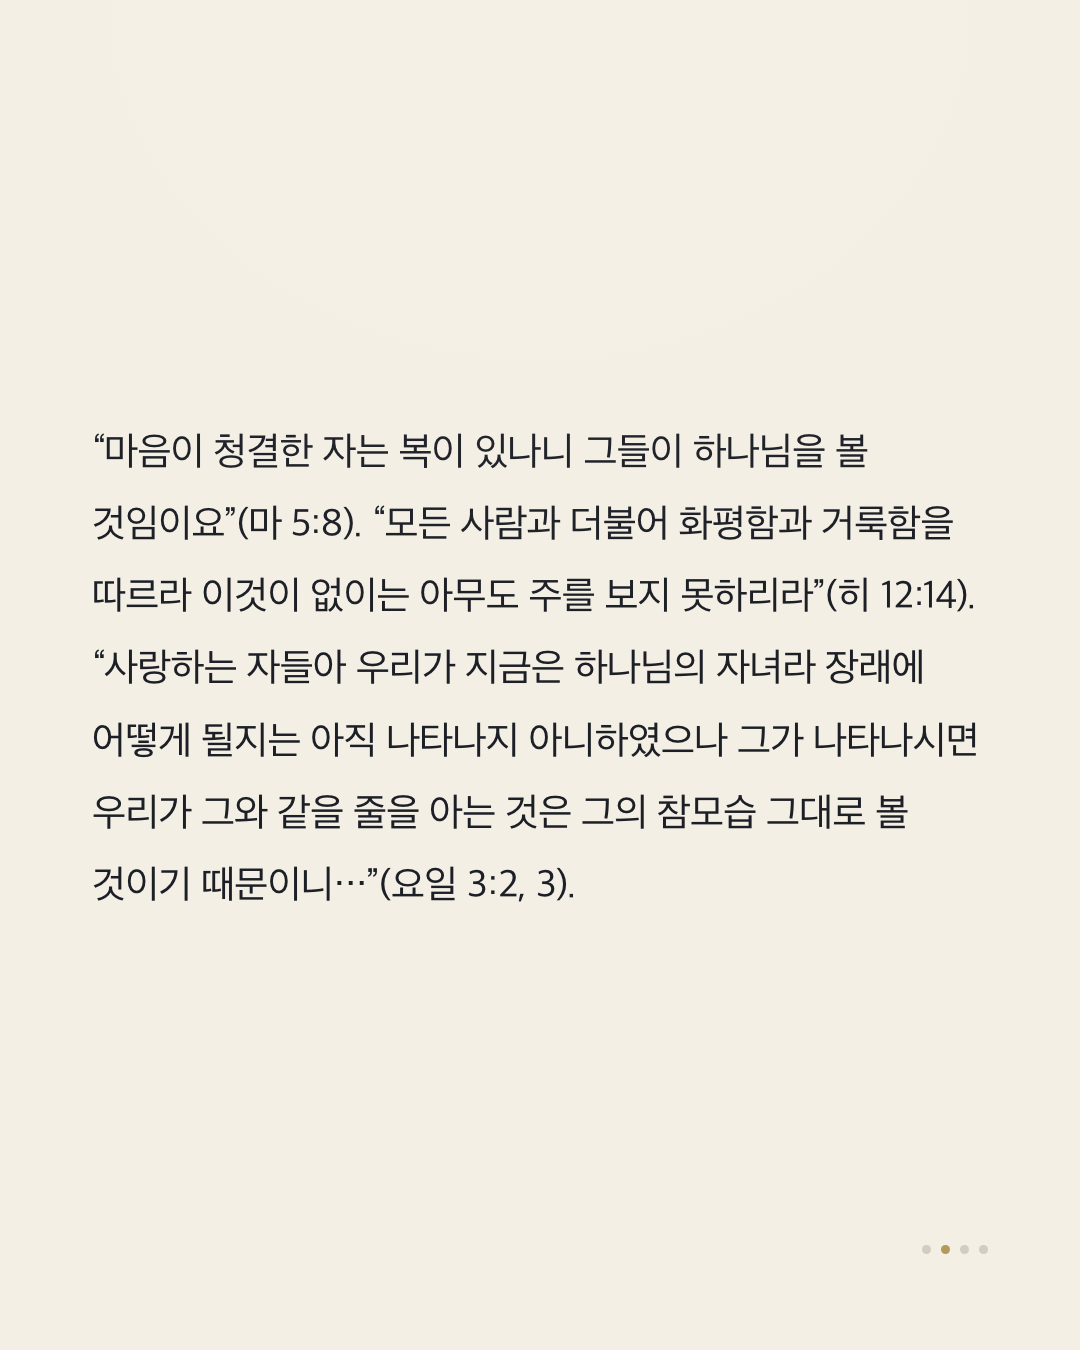 “마음이 청결한 자는 복이 있나니 그들이 하나님을 볼
것임이요”(마 5:8). “모든 사람과 더불어 화평함과 거룩함을
따르라 이것이 없이는 아무도 주를 보지 못하리라”(히 12:14).
“사랑하는 자들아 우리가 지금은 하나님의 자녀라 장래에
어떻게 될지는 아직 나타나지 아니하였으나 그가 나타나시면
우리가 그와 같을 줄을 아는 것은 그의 참모습 그대로 볼
것이기 때문이니…”(요일 3:2, 3).